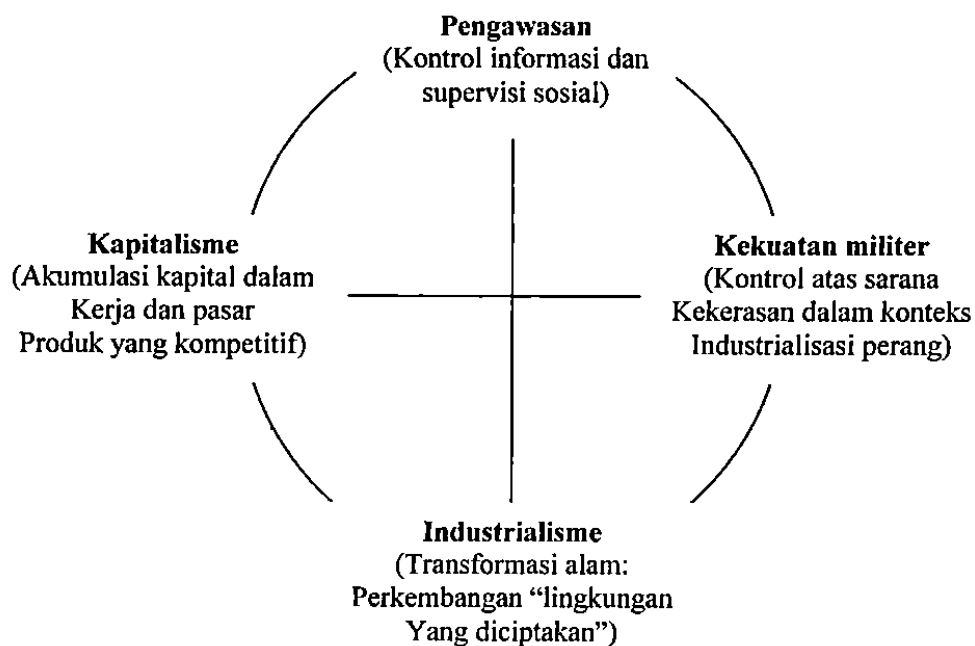 Pengawasan
(Kontrol informasi dan
supervisi sosial)
Kapitalisme
(Akumulasi kapital dalam
Kerja dan pasar
Produk yang kompetitif)
Kekuatan militer
(Kontrol atas sarana
Kekerasan dalam konteks
Industrialisasi perang)
Industrialisme
(Transformasi alam:
Perkembangan “lingkungan
Yang diciptakan”)